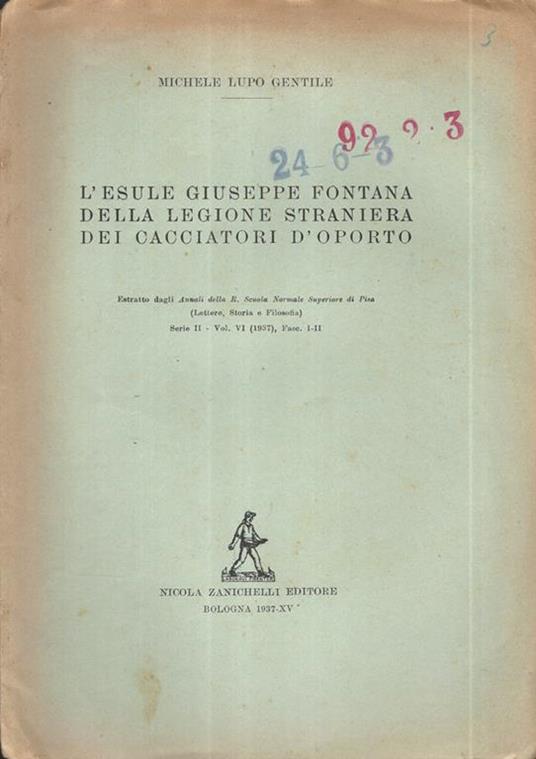 3
MICHELE LUPO GENTILE
92 2·3
24-6-3
L'ESULE GIUSEPPE FONTANA
DELLA LEGIONE STRANIERA
DEI CACCIATORI D'OPORTO
Estratto dagli Annali della R. Scuola Normale Superiore di Pisa
(Lettere, Storia e Filosofia)
Serie II - Vol. VI (1937), Fasc. I-II
NICOLA ZANICHELLI EDITORE
BOLOGNA 1937-XV